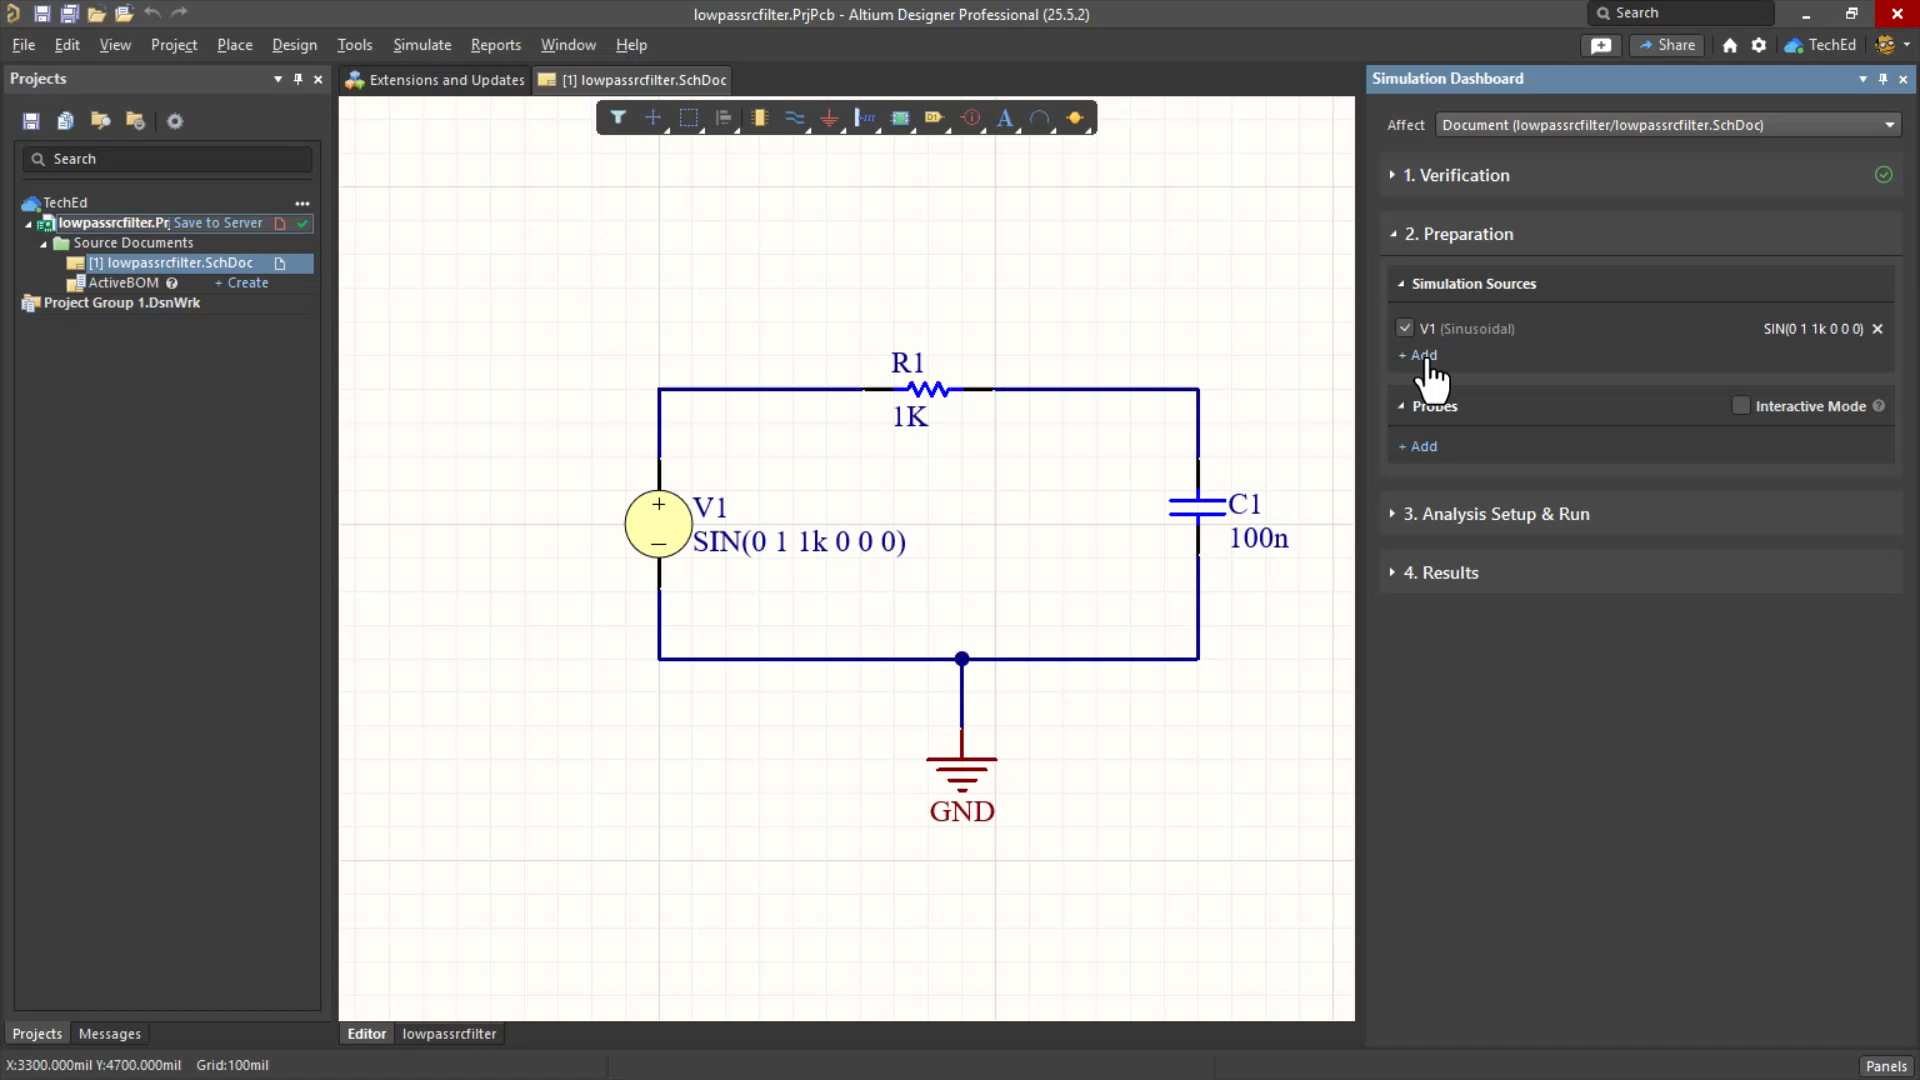 lowpassrcfilter.PrjPcb - Altium Designer Professional (25.5.2)
Search
File Edit View Project Place Design Tools Simulate Reports Window Help
Share
TechEd
Projects
Search
TechEd
lowpassrcfilter.Prj Save to Server
Source Documents
[1] lowpassrcfilter.SchDoc
ActiveBOM + Create
Project Group 1.DsnWrk
Extensions and Updates
[1] lowpassrcfilter.SchDoc
R1
1K
V1
SIN(0 1 1k 0 0 0)
C1
100n
GND
Simulation Dashboard
Affect Document (lowpassrcfilter/lowpassrcfilter.SchDoc)
1. Verification
2. Preparation
Simulation Sources
V1 (Sinusoidal) SIN(0 1 1k 0 0 0)
+ Add
Probes Interactive Mode
+ Add
3. Analysis Setup & Run
4. Results
Projects Messages
Editor lowpassrcfilter
X:3300.000mil Y:4700.000mil Grid:100mil
Panels